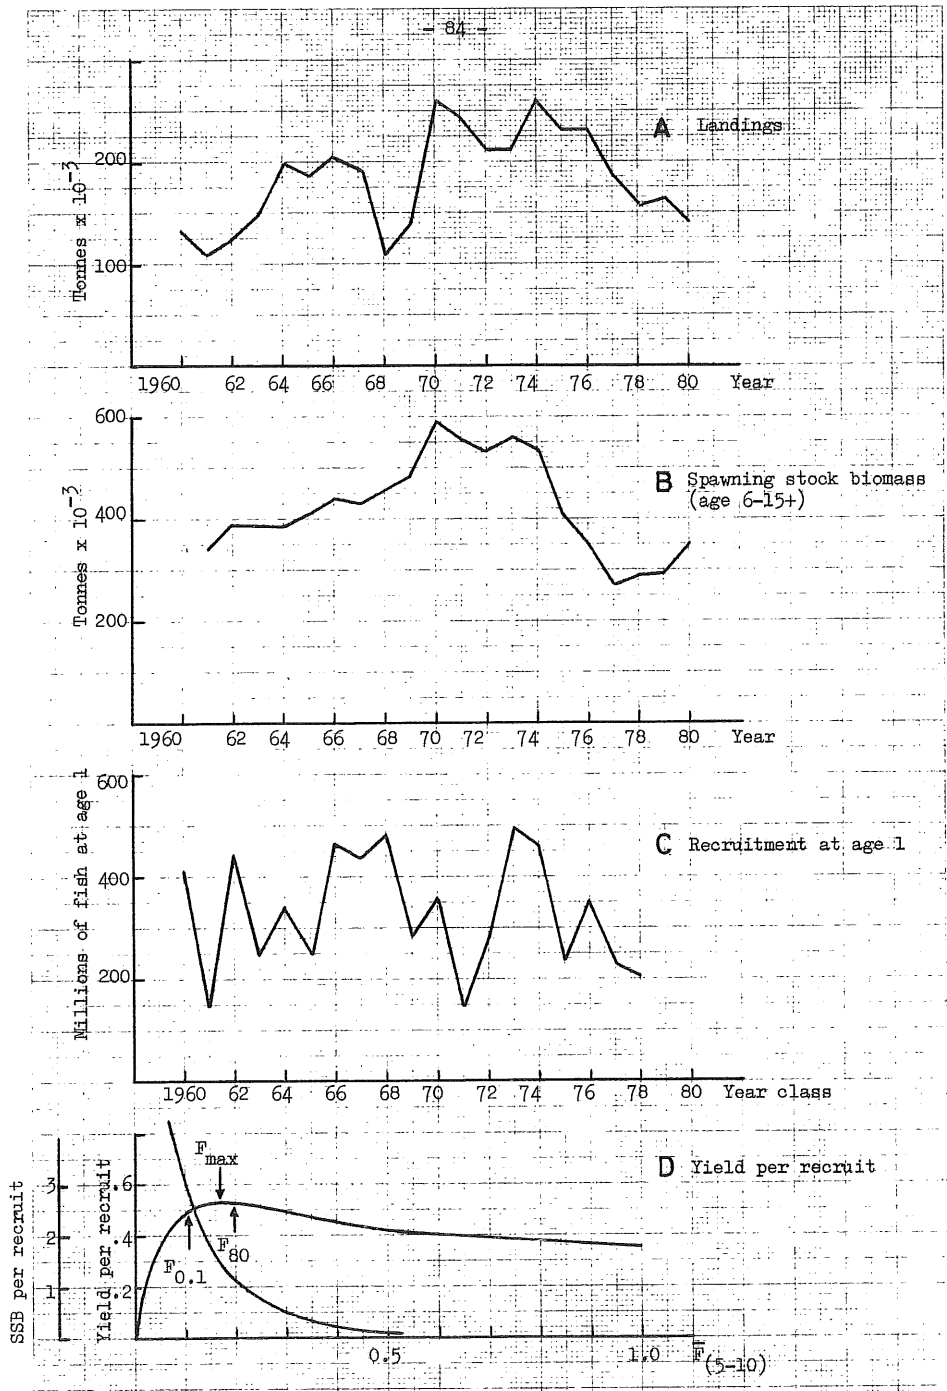 - 84 -
A Landings
Tonnes x 10⁻³
200
100
1960 62 64 66 68 70 72 74 76 78 80 Year
B Spawning stock biomass
(age 6-15+)
Tonnes x 10⁻³
600
400
200
1960 62 64 66 68 70 72 74 76 78 80 Year
C Recruitment at age 1
Millions of fish at age 1
600
400
200
1960 62 64 66 68 70 72 74 76 78 80 Year class
D Yield per recruit
SSB per recruit
3
2
1
Yield per recruit
.6
.4
.2
F max
F 0.1
F 80
0.5 1.0 F̅ (5-10)